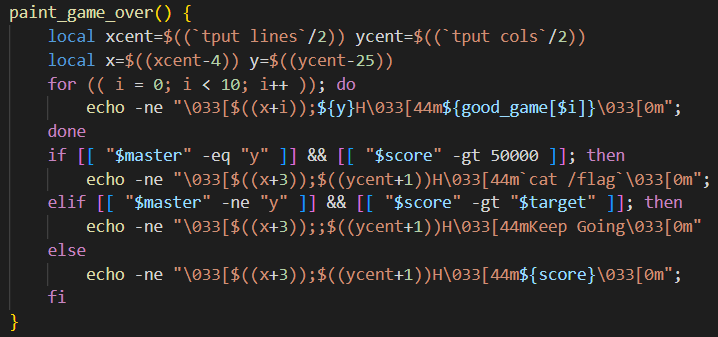 paint_game_over() {
    local xcent=$((`tput lines`/2)) ycent=$((`tput cols`/2))
    local x=$((xcent-4)) y=$((ycent-25))
    for (( i = 0; i < 10; i++ )); do
        echo -ne "\033[$((x+i));${y}H\033[44m${good_game[$i]}\033[0m";
    done
    if [[ "$master" -eq "y" ]] && [[ "$score" -gt 50000 ]]; then
        echo -ne "\033[$((x+3));$((ycent+1))H\033[44m`cat /flag`\033[0m";
    elif [[ "$master" -ne "y" ]] && [[ "$score" -gt "$target" ]]; then
        echo -ne "\033[$((x+3));;$((ycent+1))H\033[44mKeep Going\033[0m"
    else
        echo -ne "\033[$((x+3));$((ycent+1))H\033[44m${score}\033[0m";
    fi
}